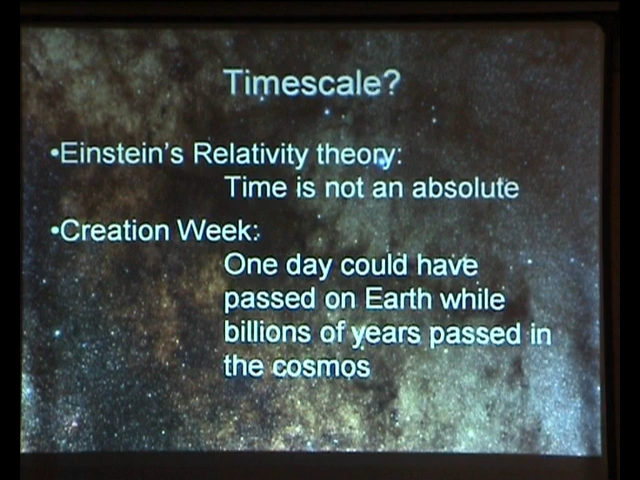 Timescale?
•Einstein's Relativity theory:
Time is not an absolute
•Creation Week:
One day could have
passed on Earth while
billions of years passed in
the cosmos